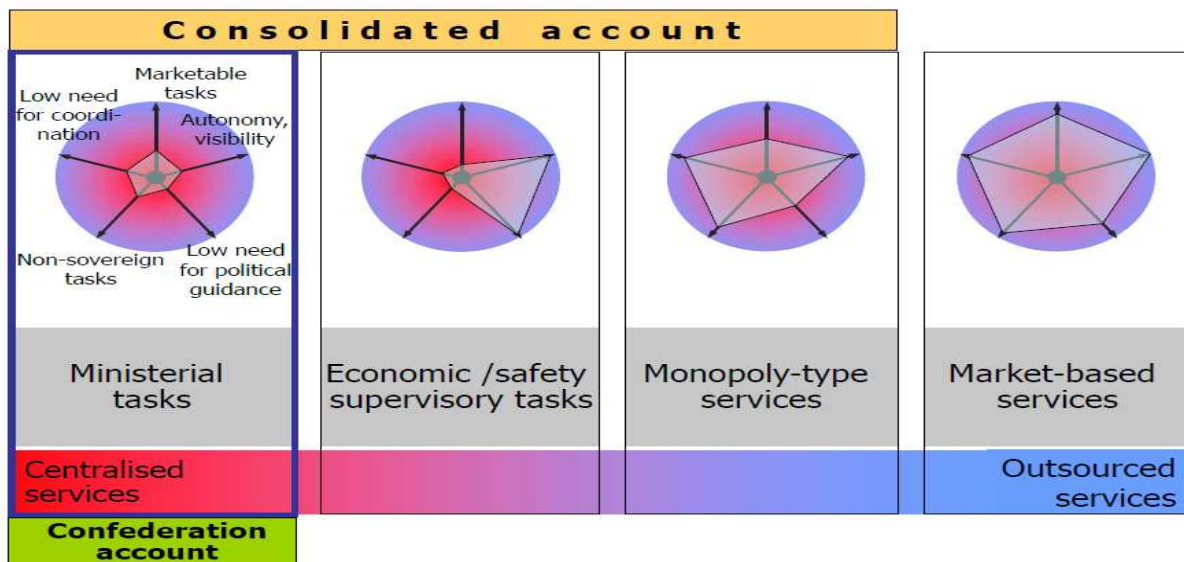 Consolidated account
Marketable
tasks
Low need
for coordi-
nation
Autonomy,
visibility
Non-sovereign
tasks
Low need
for political
guidance
Ministerial
tasks
Economic /safety
supervisory tasks
Monopoly-type
services
Market-based
services
Centralised
services
Outsourced
services
Confederation
account